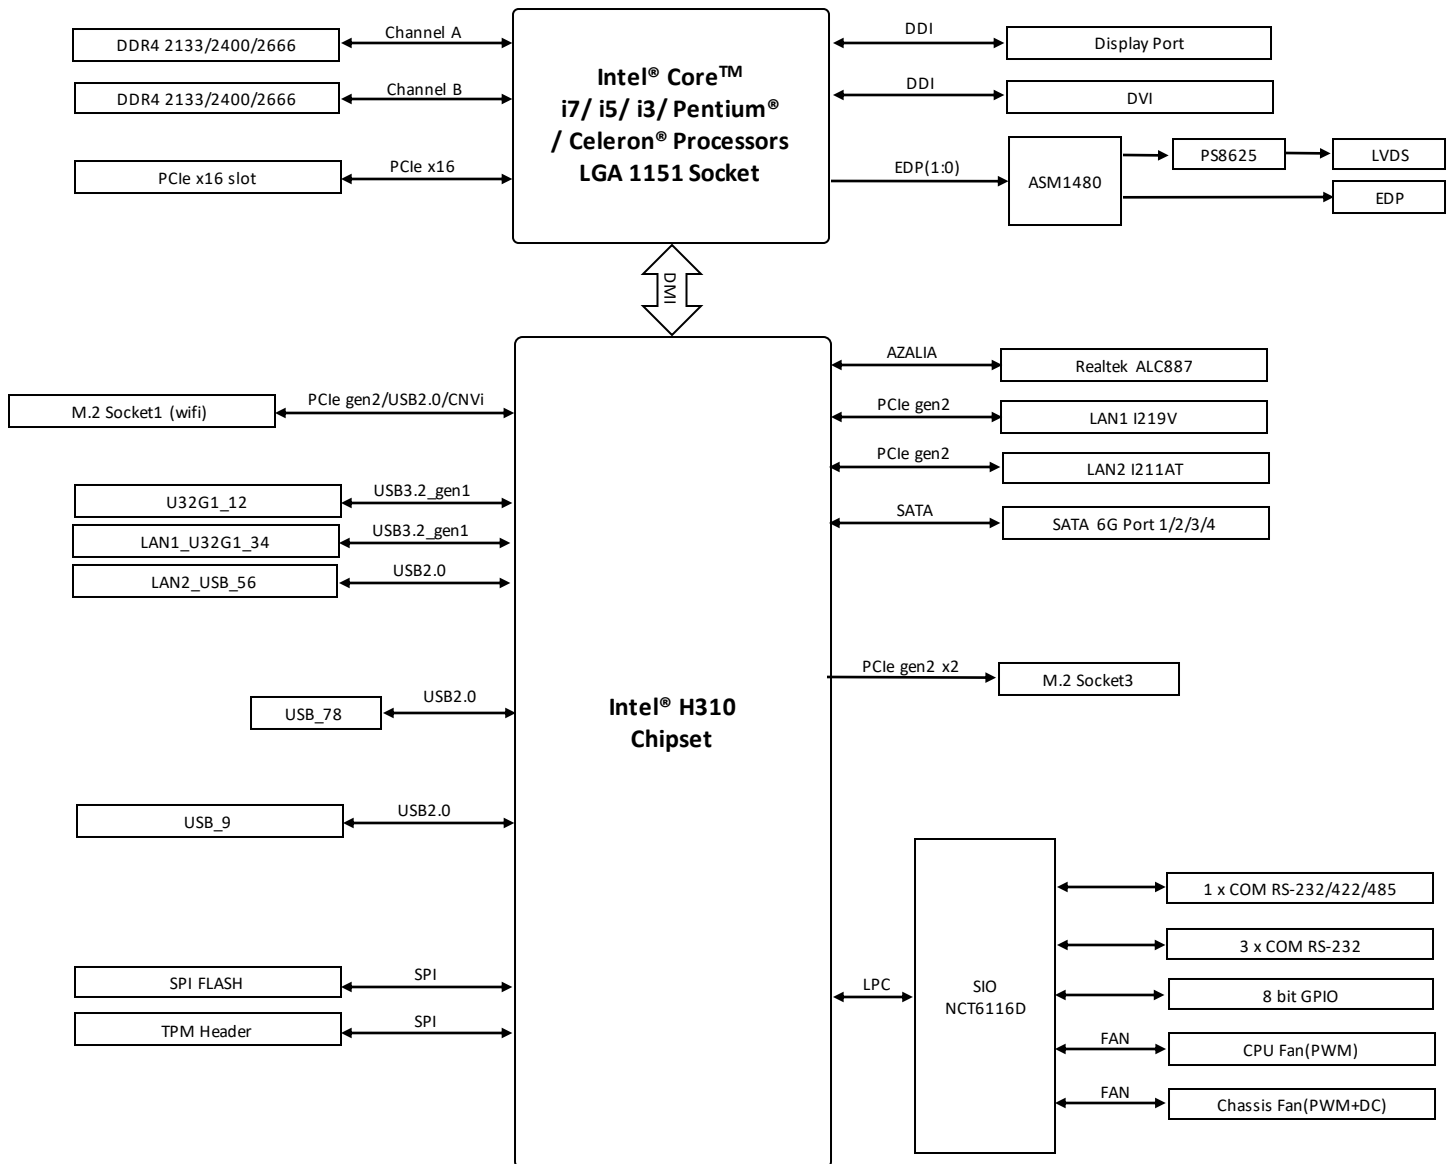 DDR4 2133/2400/2666
Channel A
DDR4 2133/2400/2666
Channel B
PCIe x16 slot
PCIe x16
Intel® Core™
i7/ i5/ i3/ Pentium®
/ Celeron® Processors
LGA 1151 Socket
DDI
Display Port
DDI
DVI
EDP(1:0)
ASM1480
PS8625
LVDS
EDP
DMI
M.2 Socket1 (wifi)
PCIe gen2/USB2.0/CNVi
U32G1_12
USB3.2_gen1
LAN1_U32G1_34
USB3.2_gen1
LAN2_USB_56
USB2.0
USB_78
USB2.0
USB_9
USB2.0
SPI FLASH
SPI
TPM Header
SPI
Intel® H310
Chipset
AZALIA
Realtek ALC887
PCIe gen2
LAN1 I219V
PCIe gen2
LAN2 I211AT
SATA
SATA 6G Port 1/2/3/4
PCIe gen2 x2
M.2 Socket3
LPC
SIO
NCT6116D
1 x COM RS-232/422/485
3 x COM RS-232
8 bit GPIO
FAN
CPU Fan(PWM)
FAN
Chassis Fan(PWM+DC)